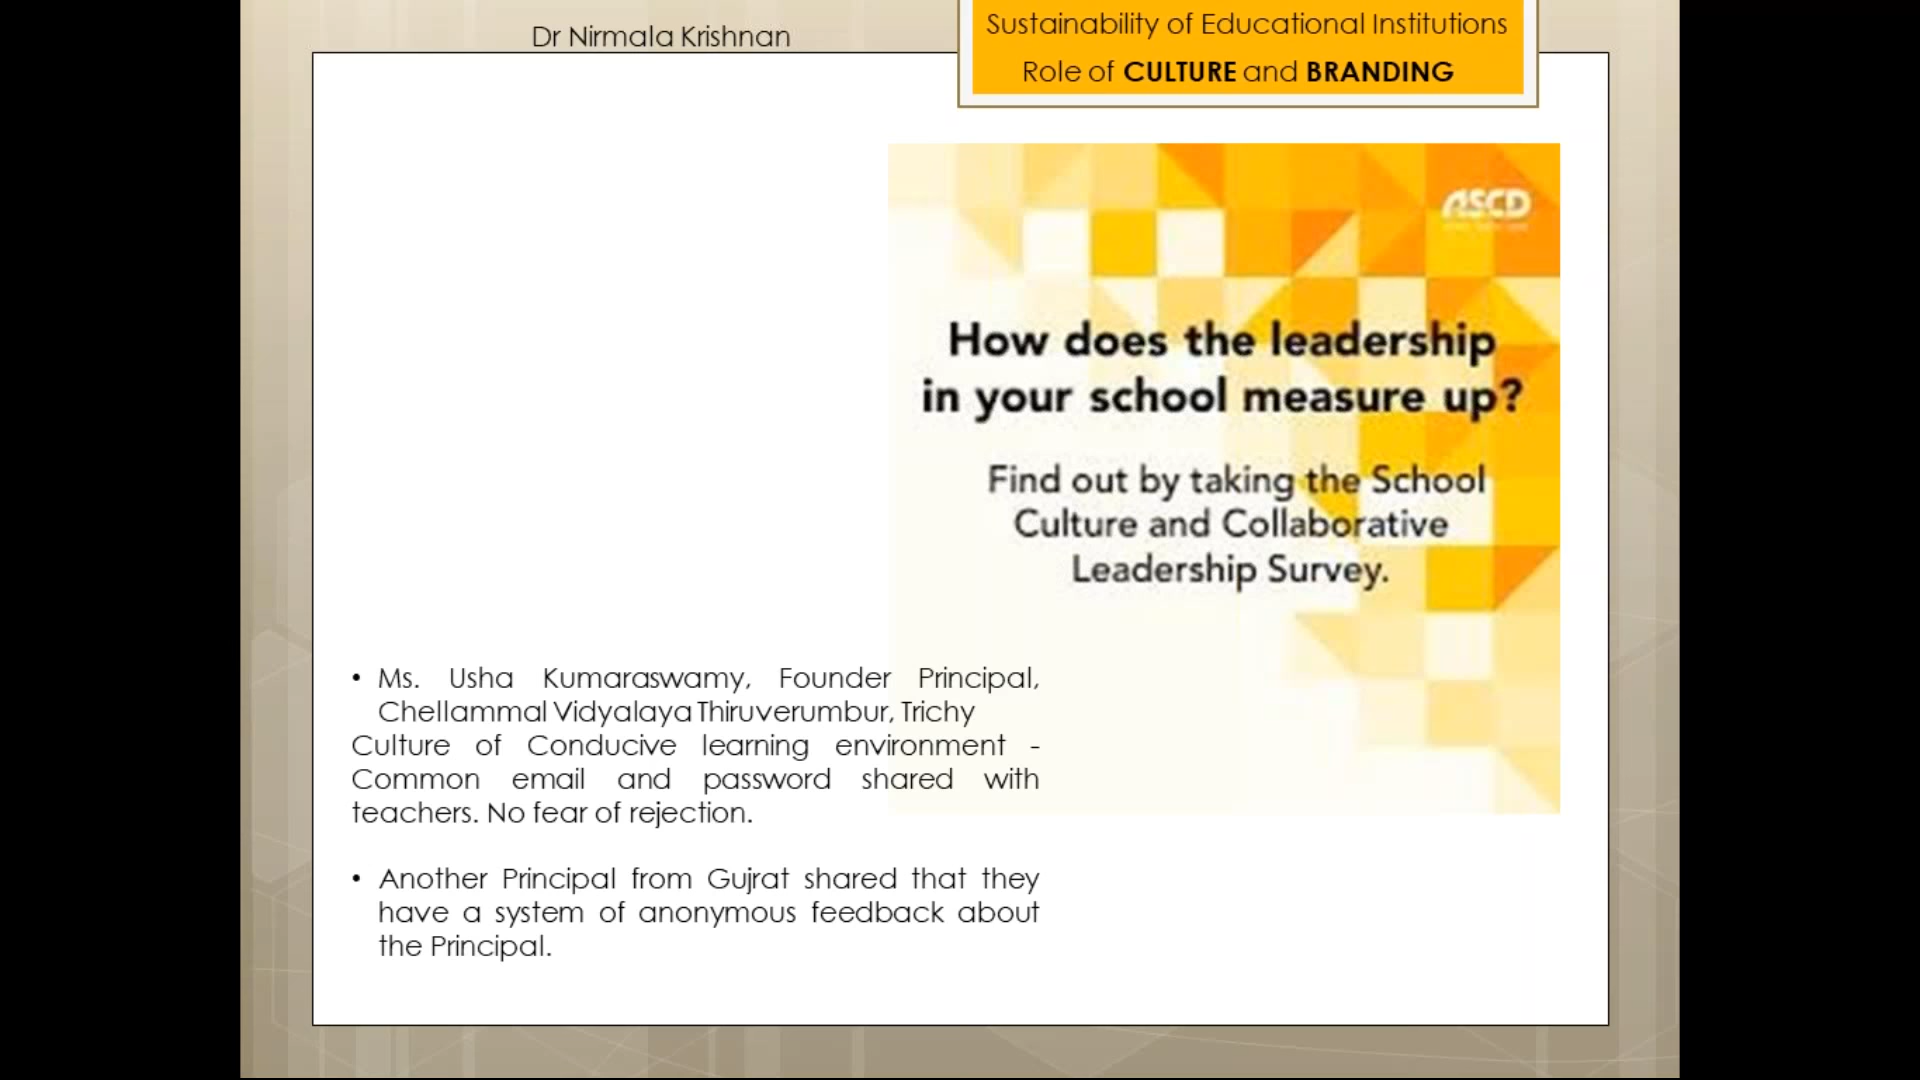 Dr Nirmala Krishnan
Sustainability of Educational Institutions
Role of CULTURE and BRANDING
ASCD
How does the leadership
in your school measure up?
Find out by taking the School
Culture and Collaborative
Leadership Survey.
• Ms. Usha Kumaraswamy, Founder Principal,
Chellammal Vidyalaya Thiruverumbur, Trichy
Culture of Conducive learning environment -
Common email and password shared with
teachers. No fear of rejection.
• Another Principal from Gujrat shared that they
have a system of anonymous feedback about
the Principal.